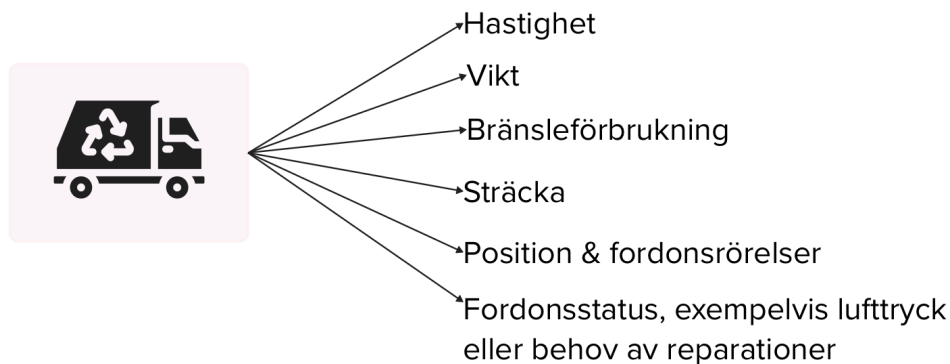 Hastighet
Vikt
Bränsleförbrukning
Sträcka
Position & fordonsrörelser
Fordonsstatus, exempelvis lufttryck
eller behov av reparationer